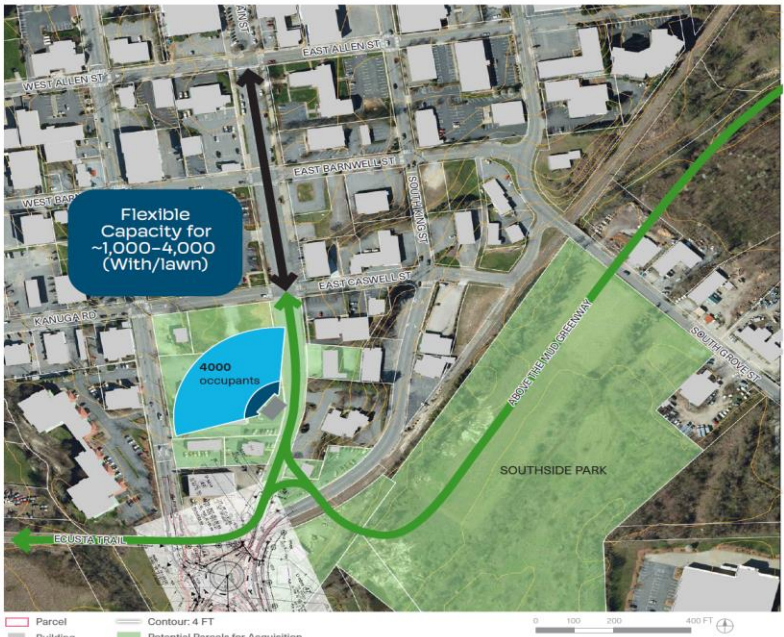 AIN ST
EAST ALLEN ST
WEST ALLEN ST
EAST BARNWELL ST
WEST BAR
SOUTH KING ST
Flexible
Capacity for
~1,000–4,000
(With/lawn)
EAST CASWELL ST
KANUGA RD
4000
occupants
ABOVE THE MUD GREENWAY
SOUTH GROVE ST
SOUTHSIDE PARK
ECUSTA TRAIL
Parcel
Contour: 4 FT
0 100 200 400 FT
Building
Potential Parcels for Acquisition